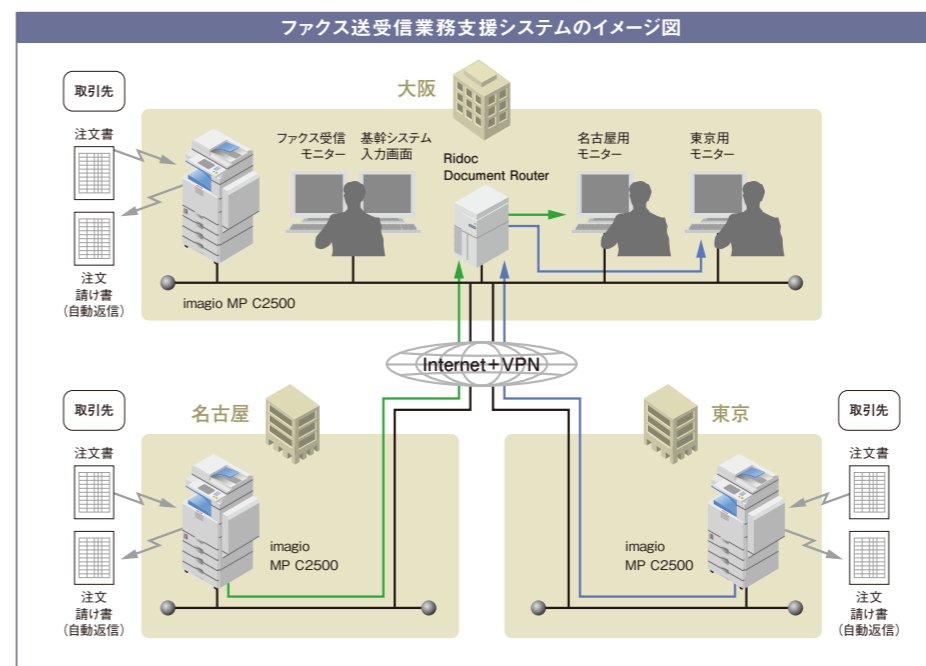 ファクス送受信業務支援システムのイメージ図
大阪
取引先
注文書
注文
請け書
(自動返信)
imagio MP C2500
ファクス受信
モニター
基幹システム
入力画面
Ridoc
Document Router
名古屋用
モニター
東京用
モニター
Internet+VPN
名古屋
取引先
注文書
注文
請け書
(自動返信)
imagio
MP C2500
東京
取引先
注文書
注文
請け書
(自動返信)
imagio
MP C2500